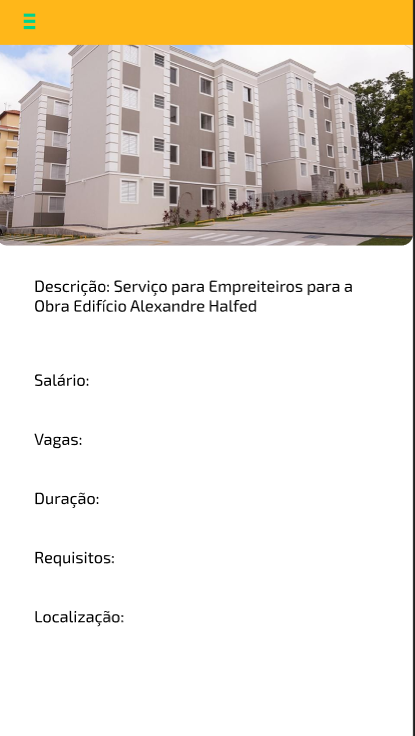 Descrição: Serviço para Empreiteiros para a
Obra Edifício Alexandre Halfed
Salário:
Vagas:
Duração:
Requisitos:
Localização: